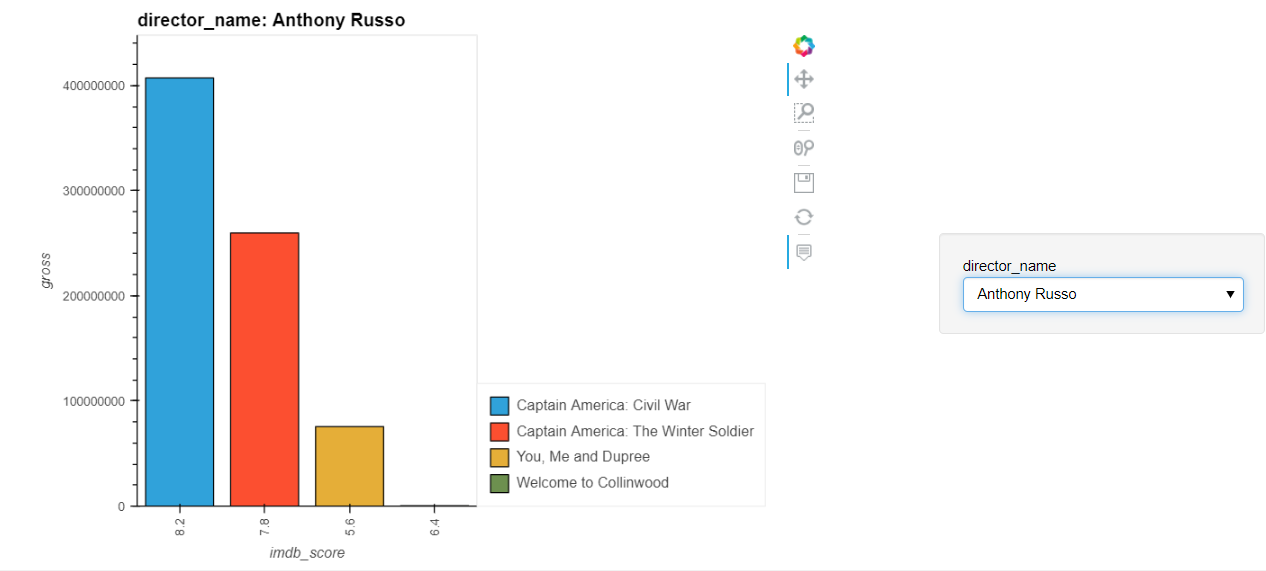 director_name: Anthony Russo
400000000
300000000
200000000
100000000
0
gross
8.2
7.8
5.6
6.4
imdb_score
Captain America: Civil War
Captain America: The Winter Soldier
You, Me and Dupree
Welcome to Collinwood
director_name
Anthony Russo